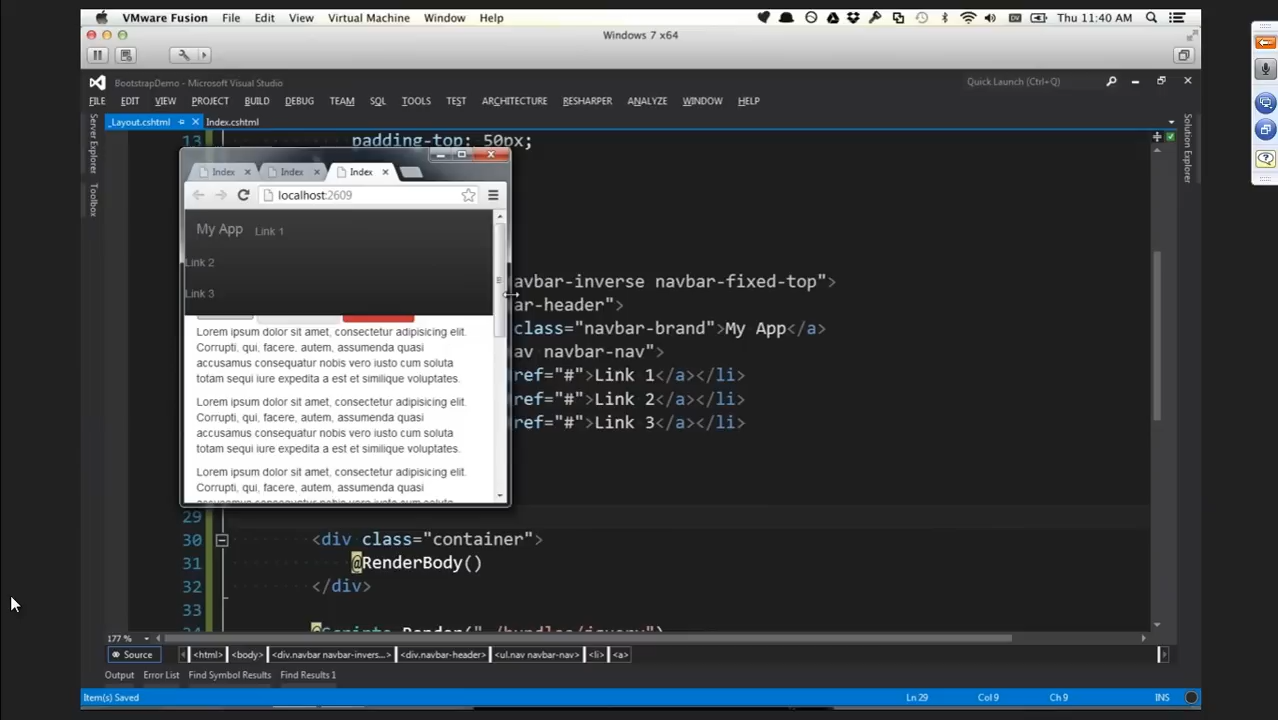 VMware Fusion File Edit View Virtual Machine Window Help Thu 11:40 AM
Windows 7 x64
BootstrapDemo - Microsoft Visual Studio Quick Launch (Ctrl+Q)
FILE EDIT VIEW PROJECT BUILD DEBUG TEAM SQL TOOLS TEST ARCHITECTURE RESHARPER ANALYZE WINDOW HELP
_Layout.cshtml Index.cshtml
Server Explorer
Toolbox
Solution Explorer
13 padding-top: 50px;
Index Index Index
localhost:2609
My App Link 1
Link 2
Link 3
Lorem ipsum dolor sit amet, consectetur adipisicing elit.
Corrupti, qui, facere, autem, assumenda quasi
accusamus consequatur nobis vero iusto cum soluta
totam sequi iure expedita a est et similique voluptates.
Lorem ipsum dolor sit amet, consectetur adipisicing elit.
Corrupti, qui, facere, autem, assumenda quasi
accusamus consequatur nobis vero iusto cum soluta
totam sequi iure expedita a est et similique voluptates.
Lorem ipsum dolor sit amet, consectetur adipisicing elit.
Corrupti, qui, facere, autem, assumenda quasi
avbar-inverse navbar-fixed-top">
ar-header">
class="navbar-brand">My App</a>
av navbar-nav">
ref="#">Link 1</a></li>
ref="#">Link 2</a></li>
ref="#">Link 3</a></li>
29
30 <div class="container">
31 @RenderBody()
32 </div>
33
177 %
Source <html> <body> <div.navbar navbar-invers...> <div.navbar-header> <ul.nav navbar-nav> <li> <a>
Output Error List Find Symbol Results Find Results 1
Item(s) Saved Ln 29 Col 9 Ch 9 INS